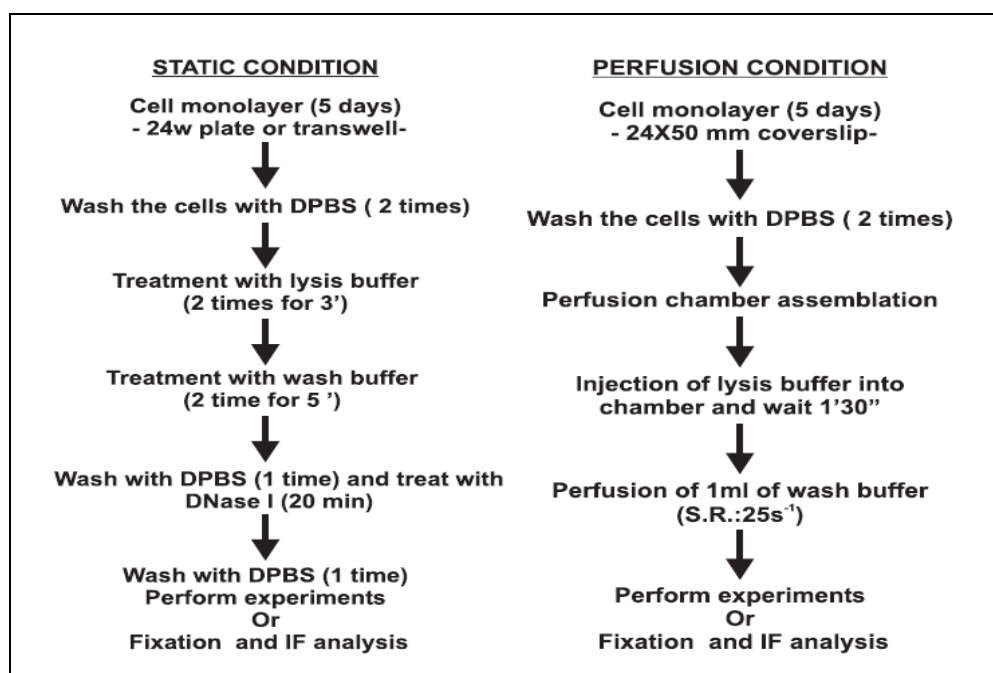 STATIC CONDITION
Cell monolayer (5 days)
- 24w plate or transwell-
Wash the cells with DPBS ( 2 times)
Treatment with lysis buffer
(2 times for 3’)
Treatment with wash buffer
(2 time for 5 ’)
Wash with DPBS (1 time) and treat with
DNase I (20 min)
Wash with DPBS (1 time)
Perform experiments
Or
Fixation and IF analysis
PERFUSION CONDITION
Cell monolayer (5 days)
- 24X50 mm coverslip-
Wash the cells with DPBS ( 2 times)
Perfusion chamber assemblation
Injection of lysis buffer into
chamber and wait 1’30”
Perfusion of 1ml of wash buffer
(S.R.:25s⁻¹)
Perform experiments
Or
Fixation and IF analysis